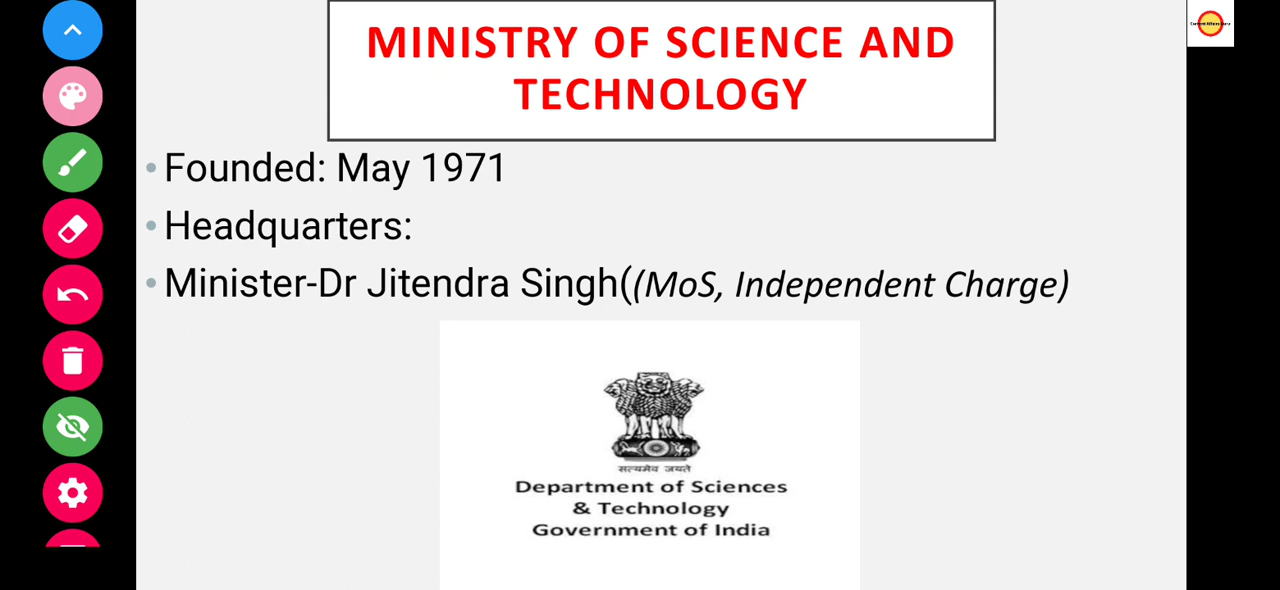 MINISTRY OF SCIENCE AND
TECHNOLOGY
• Founded: May 1971
• Headquarters:
• Minister-Dr Jitendra Singh((MoS, Independent Charge)
सत्यमेव जयते
Department of Sciences
& Technology
Government of India